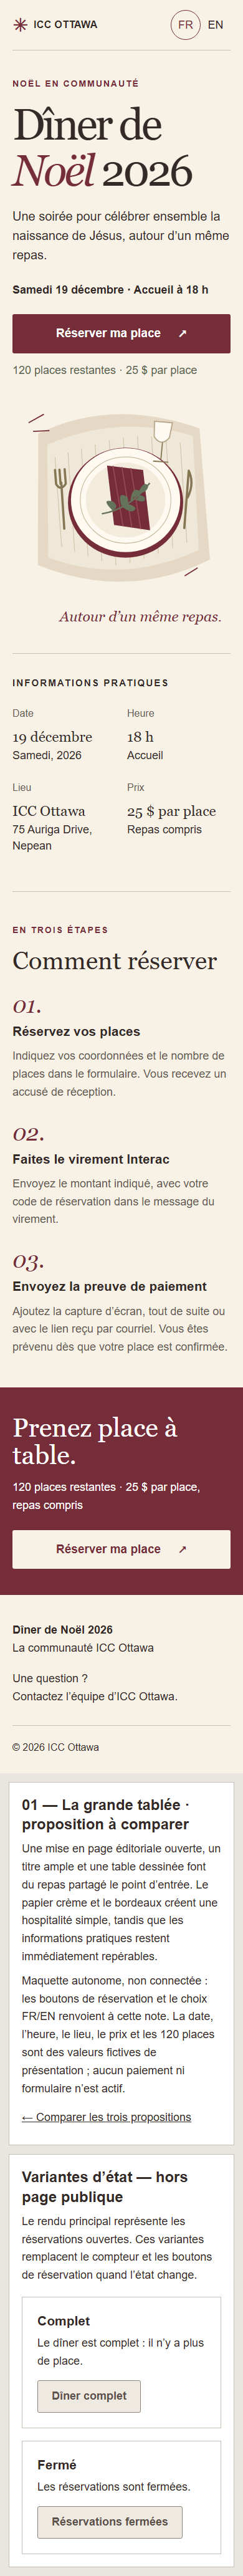 ICC OTTAWA
FR EN
NOËL EN COMMUNAUTÉ
Dîner de
Noël 2026
Une soirée pour célébrer ensemble la
naissance de Jésus, autour d’un même
repas.
Samedi 19 décembre · Accueil à 18 h
Réserver ma place ↗
120 places restantes · 25 $ par place
Autour d’un même repas.
INFORMATIONS PRATIQUES
Date
19 décembre
Samedi, 2026
Heure
18 h
Accueil
Lieu
ICC Ottawa
75 Auriga Drive,
Nepean
Prix
25 $ par place
Repas compris
EN TROIS ÉTAPES
Comment réserver
01.
Réservez vos places
Indiquez vos coordonnées et le nombre de
places dans le formulaire. Vous recevez un
accusé de réception.
02.
Faites le virement Interac
Envoyez le montant indiqué, avec votre
code de réservation dans le message du
virement.
03.
Envoyez la preuve de paiement
Ajoutez la capture d’écran, tout de suite ou
avec le lien reçu par courriel. Vous êtes
prévenu dès que votre place est confirmée.
Prenez place à
table.
120 places restantes · 25 $ par place,
repas compris
Réserver ma place ↗
Dîner de Noël 2026
La communauté ICC Ottawa
Une question ?
Contactez l’équipe d’ICC Ottawa.
© 2026 ICC Ottawa
01 — La grande tablée ·
proposition à comparer
Une mise en page éditoriale ouverte, un
titre ample et une table dessinée font
du repas partagé le point d’entrée. Le
papier crème et le bordeaux créent une
hospitalité simple, tandis que les
informations pratiques restent
immédiatement repérables.
Maquette autonome, non connectée :
les boutons de réservation et le choix
FR/EN renvoient à cette note. La date,
l’heure, le lieu, le prix et les 120 places
sont des valeurs fictives de
présentation ; aucun paiement ni
formulaire n’est actif.
← Comparer les trois propositions
Variantes d’état — hors
page publique
Le rendu principal représente les
réservations ouvertes. Ces variantes
remplacent le compteur et les boutons
de réservation quand l’état change.
Complet
Le dîner est complet : il n’y a plus
de place.
Dîner complet
Fermé
Les réservations sont fermées.
Réservations fermées